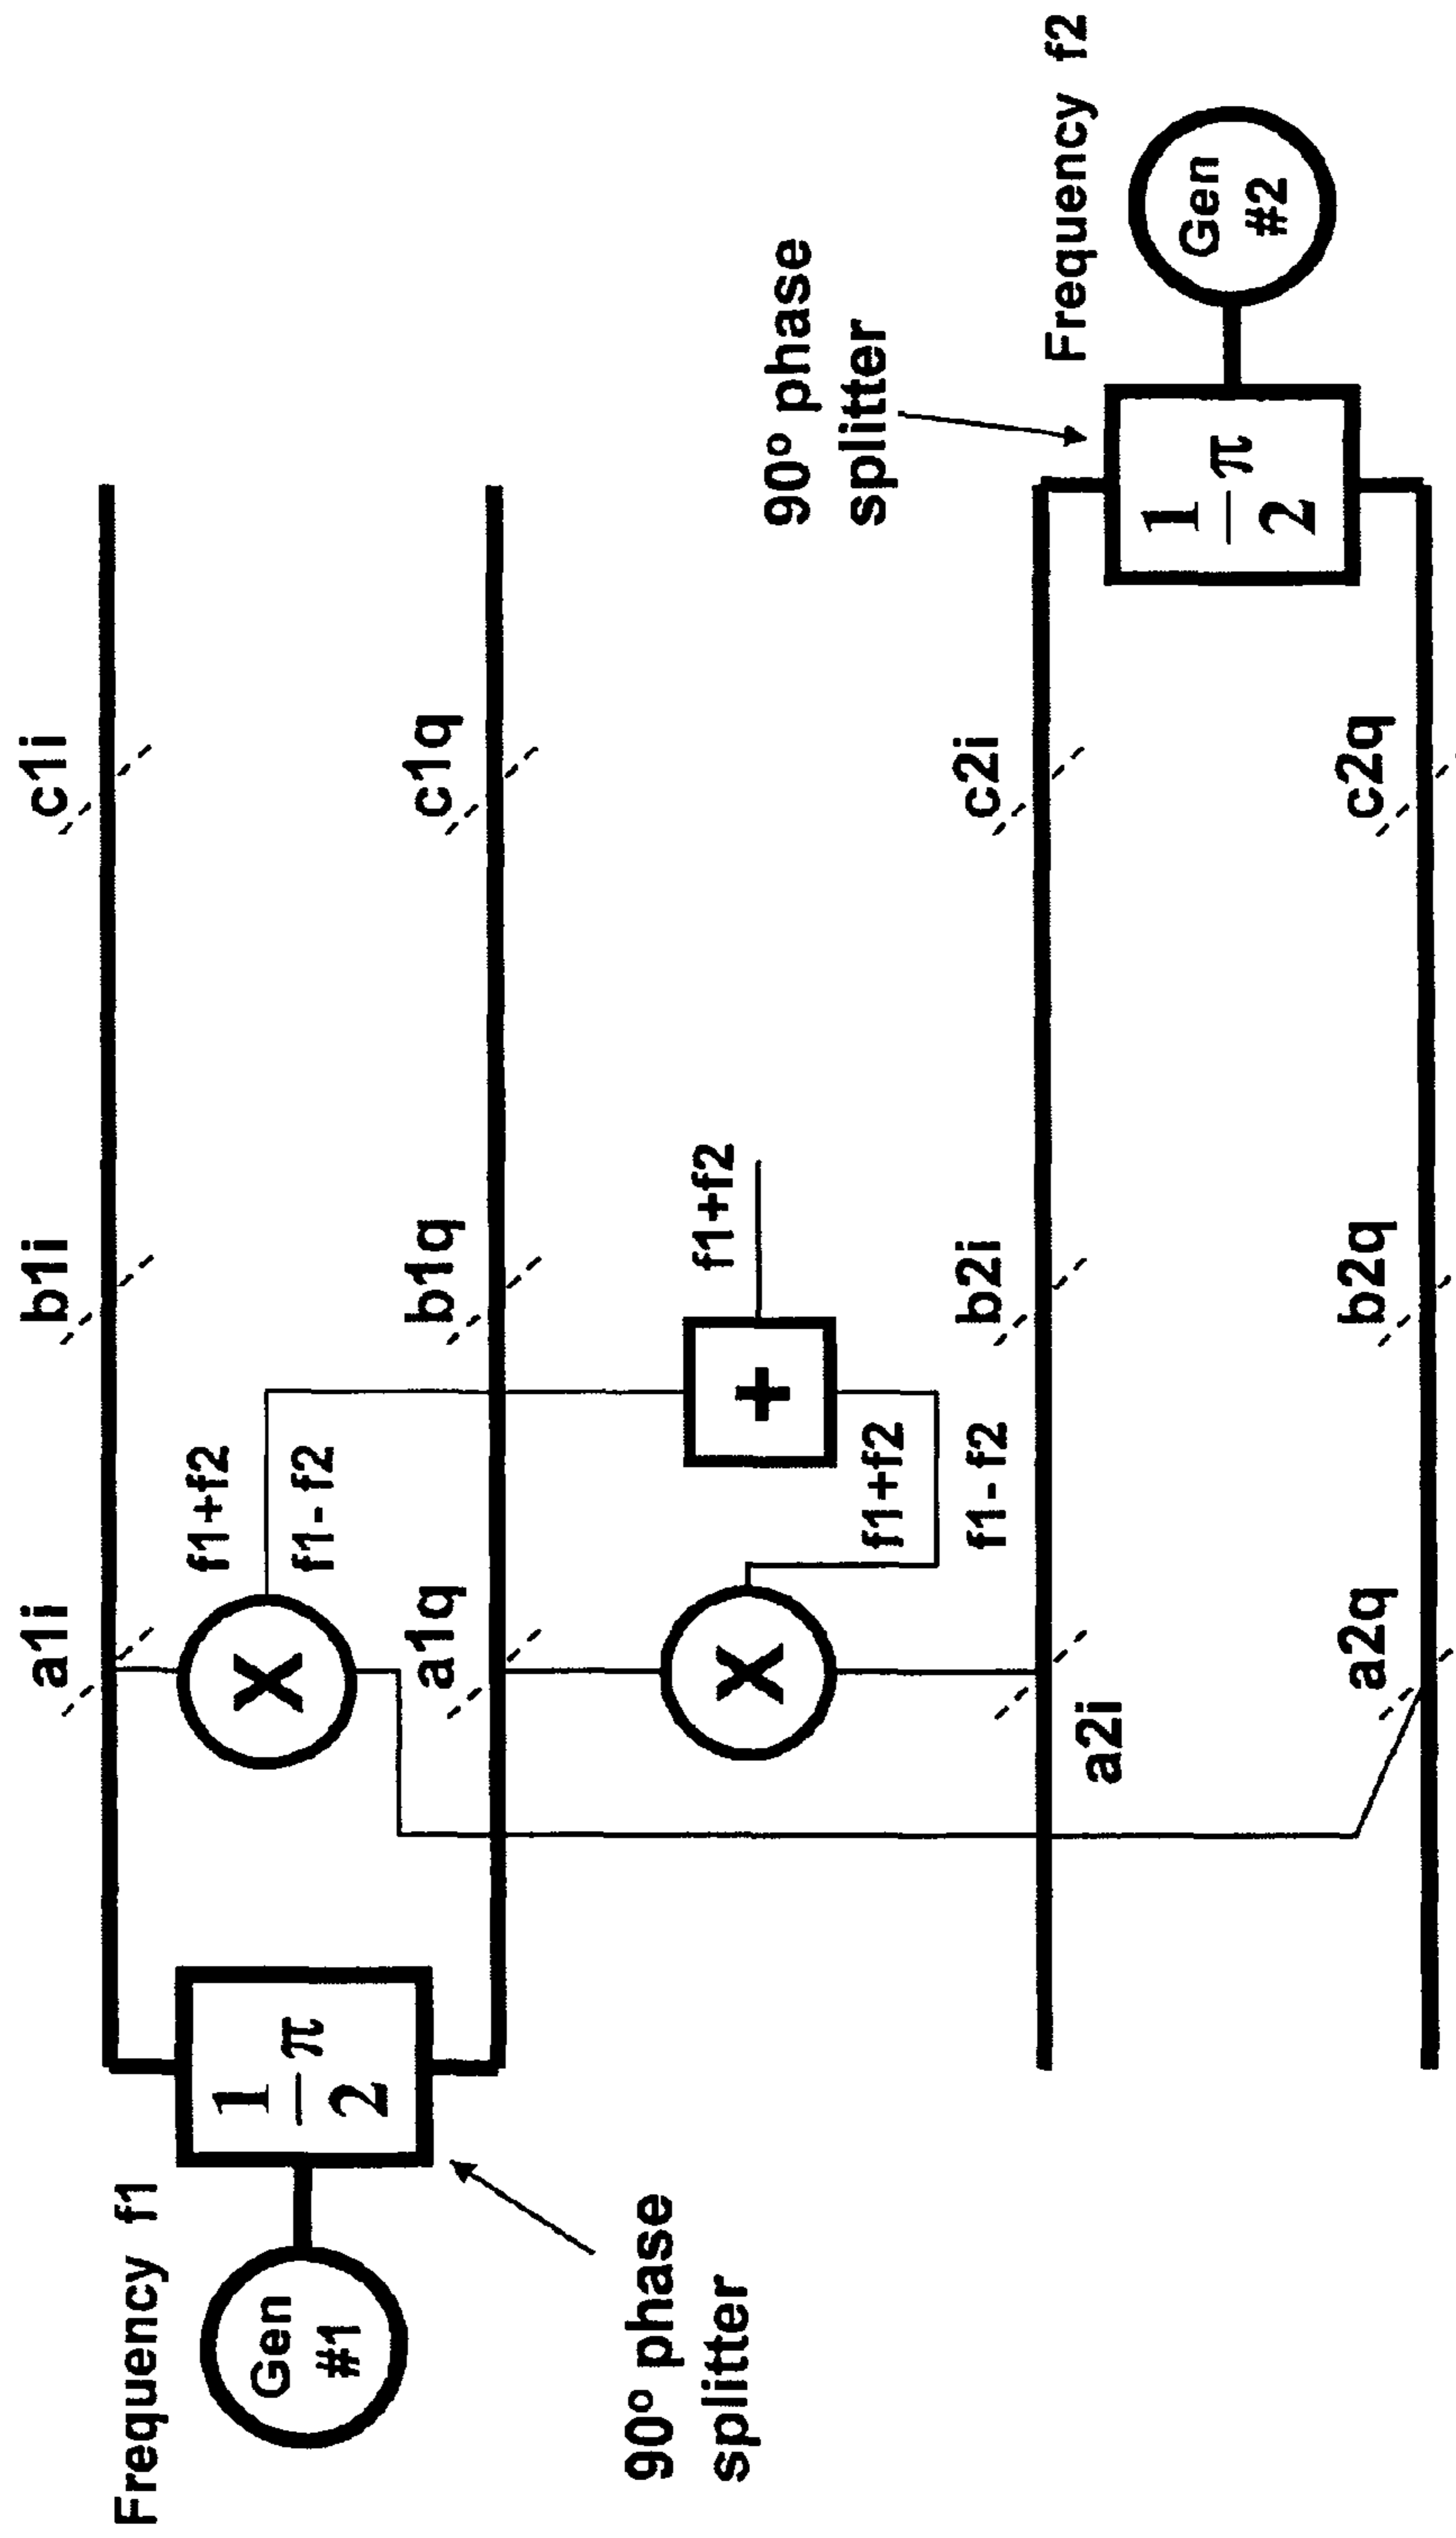 Frequency f1
Gen
#1
1
2
π
90º phase
splitter
a1i
b1i
c1i
X
f1+f2
f1-f2
a1q
b1q
c1q
X
f1+f2
f1-f2
+
f1+f2
a2i
b2i
c2i
a2q
b2q
c2q
90º phase
splitter
1
2
π
Frequency f2
Gen
#2